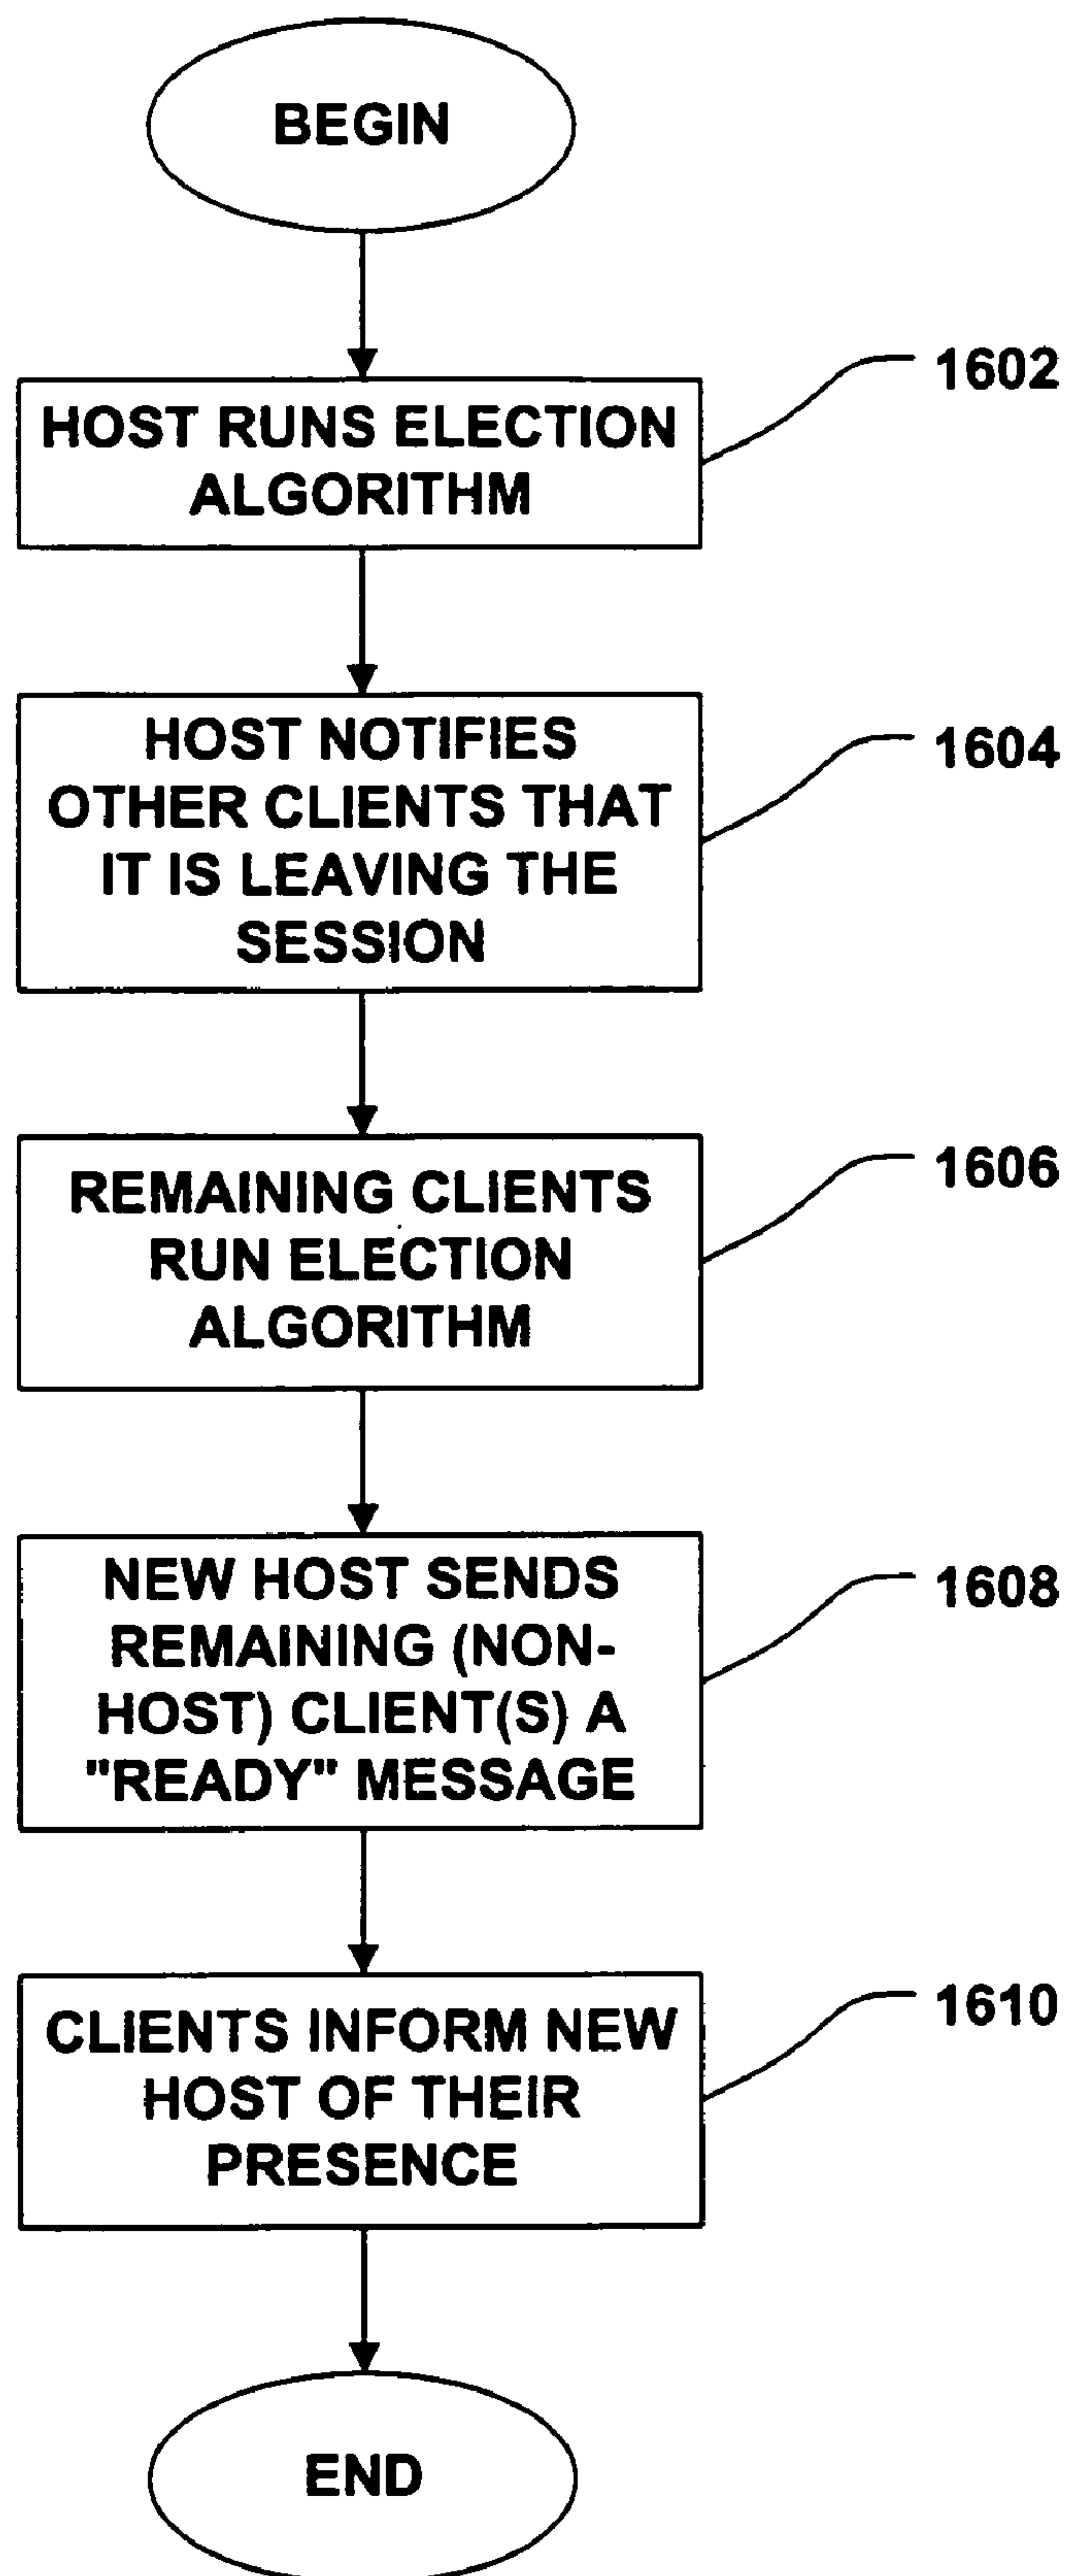 BEGIN
HOST RUNS ELECTION
ALGORITHM
1602
HOST NOTIFIES
OTHER CLIENTS THAT
IT IS LEAVING THE
SESSION
1604
REMAINING CLIENTS
RUN ELECTION
ALGORITHM
1606
NEW HOST SENDS
REMAINING (NON-
HOST) CLIENT(S) A
"READY" MESSAGE
1608
CLIENTS INFORM NEW
HOST OF THEIR
PRESENCE
1610
END